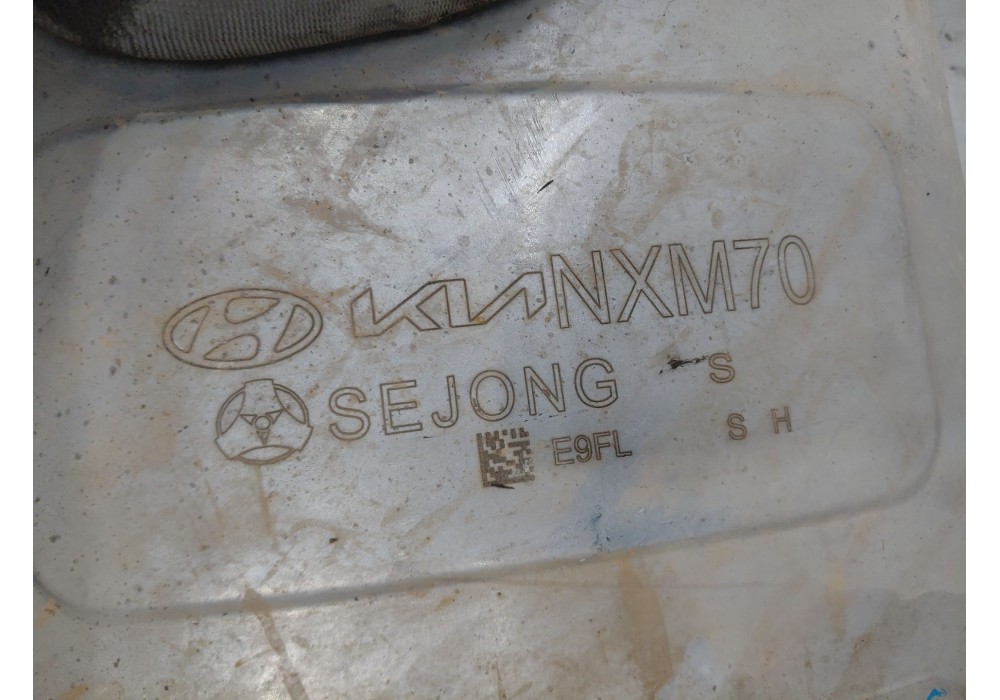 KIA NXM70
SEJONG S
E9FL S H